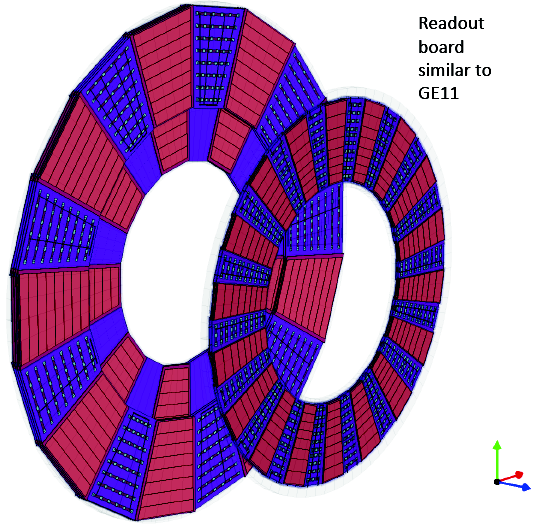 Readout
board
similar to
GE11